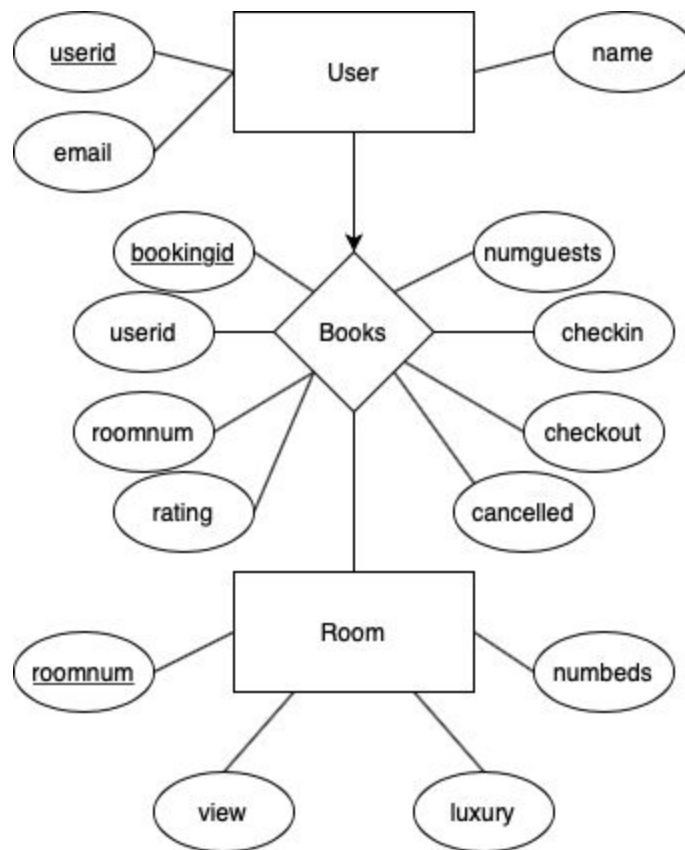 userid
User
name
email
bookingid
numguests
userid
Books
checkin
roomnum
checkout
rating
cancelled
Room
roomnum
numbeds
view
luxury